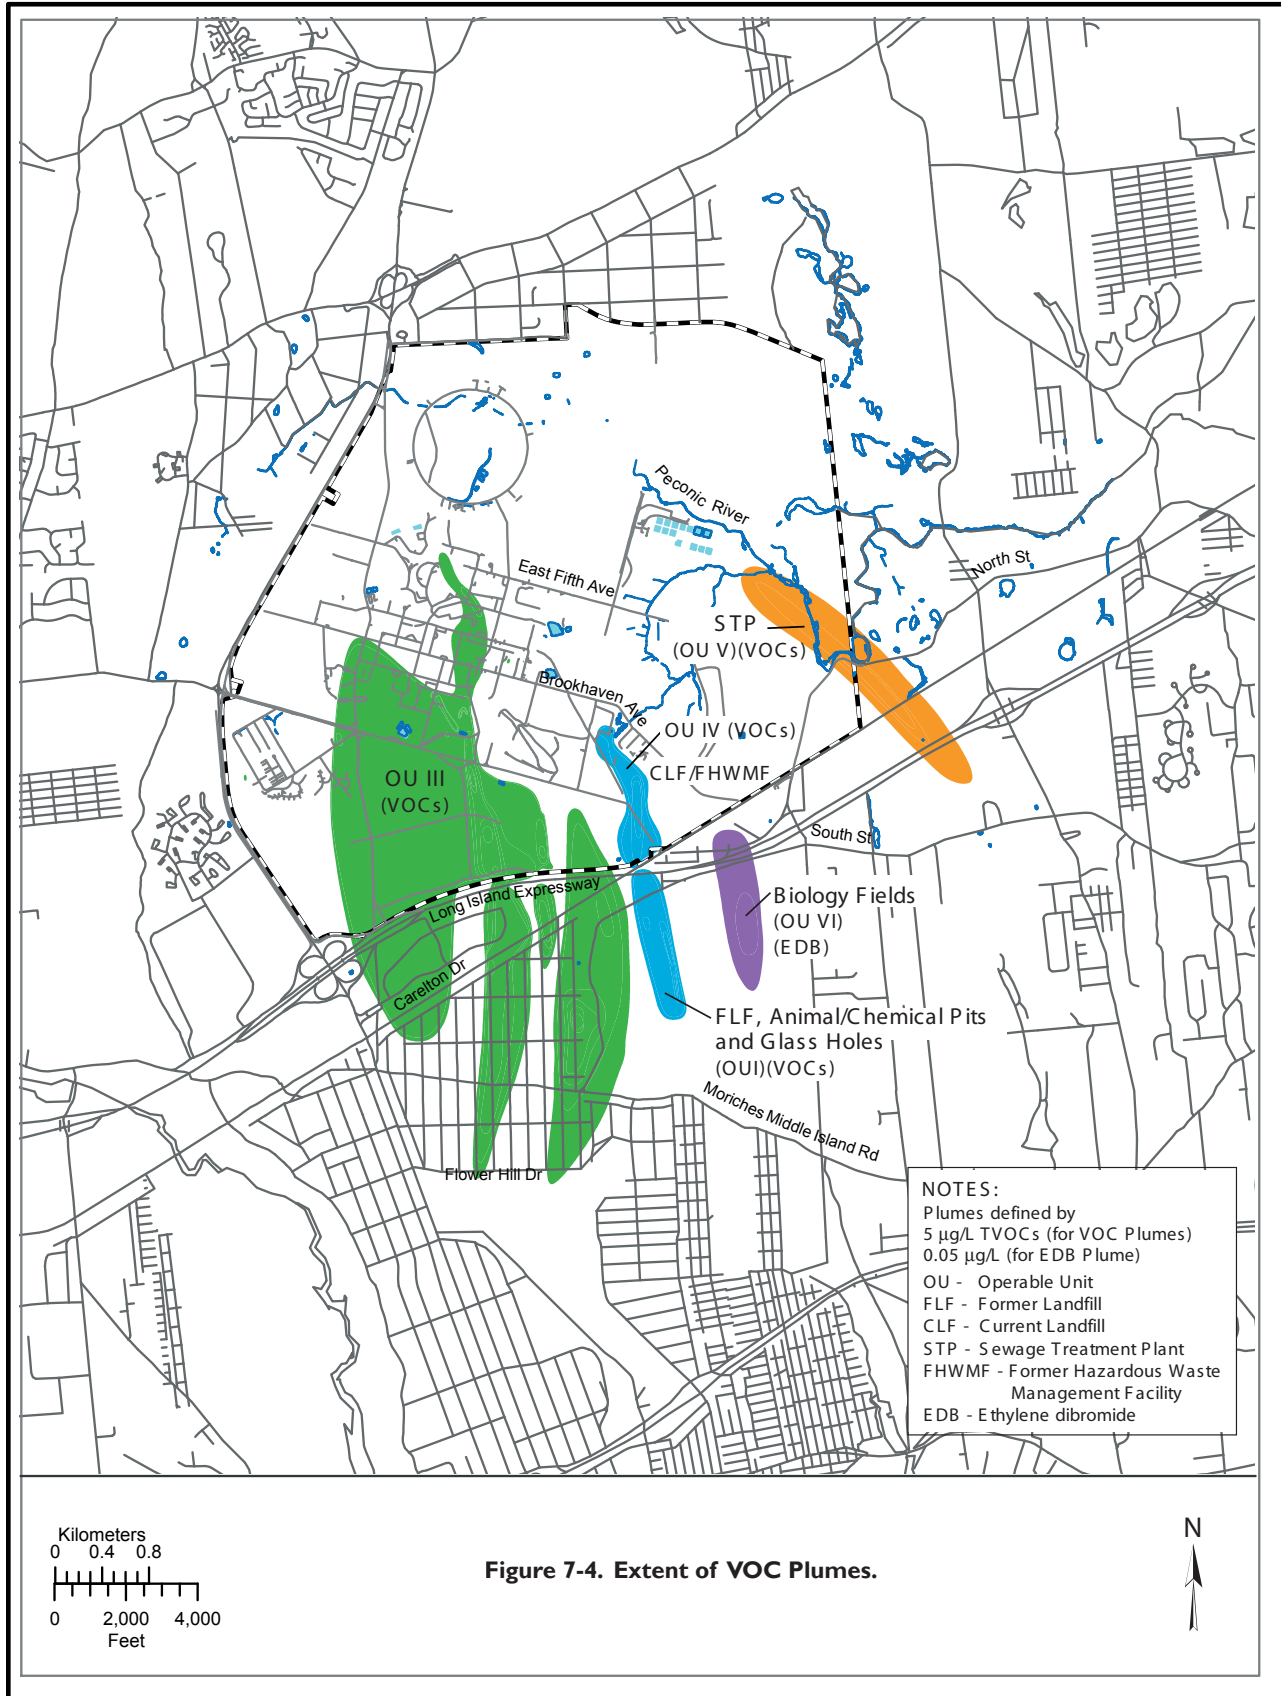 Peconic River
North St
East Fifth Ave
STP
(OU V)(VOCs)
Brookhaven Ave
OU IV (VOCs)
CLF/FHWMF
OU III
(VOCs)
South St
Long Island Expressway
Biology Fields
(OU VI)
(EDB)
Carelton Dr
FLF, Animal/Chemical Pits
and Glass Holes
(OUI)(VOCs)
Moriches Middle Island Rd
Flower Hill Dr
NOTES:
Plumes defined by
5 µg/L TVOCs (for VOC Plumes)
0.05 µg/L (for EDB Plume)
OU - Operable Unit
FLF - Former Landfill
CLF - Current Landfill
STP - Sewage Treatment Plant
FHWMF - Former Hazardous Waste
Management Facility
EDB - Ethylene dibromide
Kilometers
0 0.4 0.8
0 2,000 4,000
Feet
Figure 7-4. Extent of VOC Plumes.
N